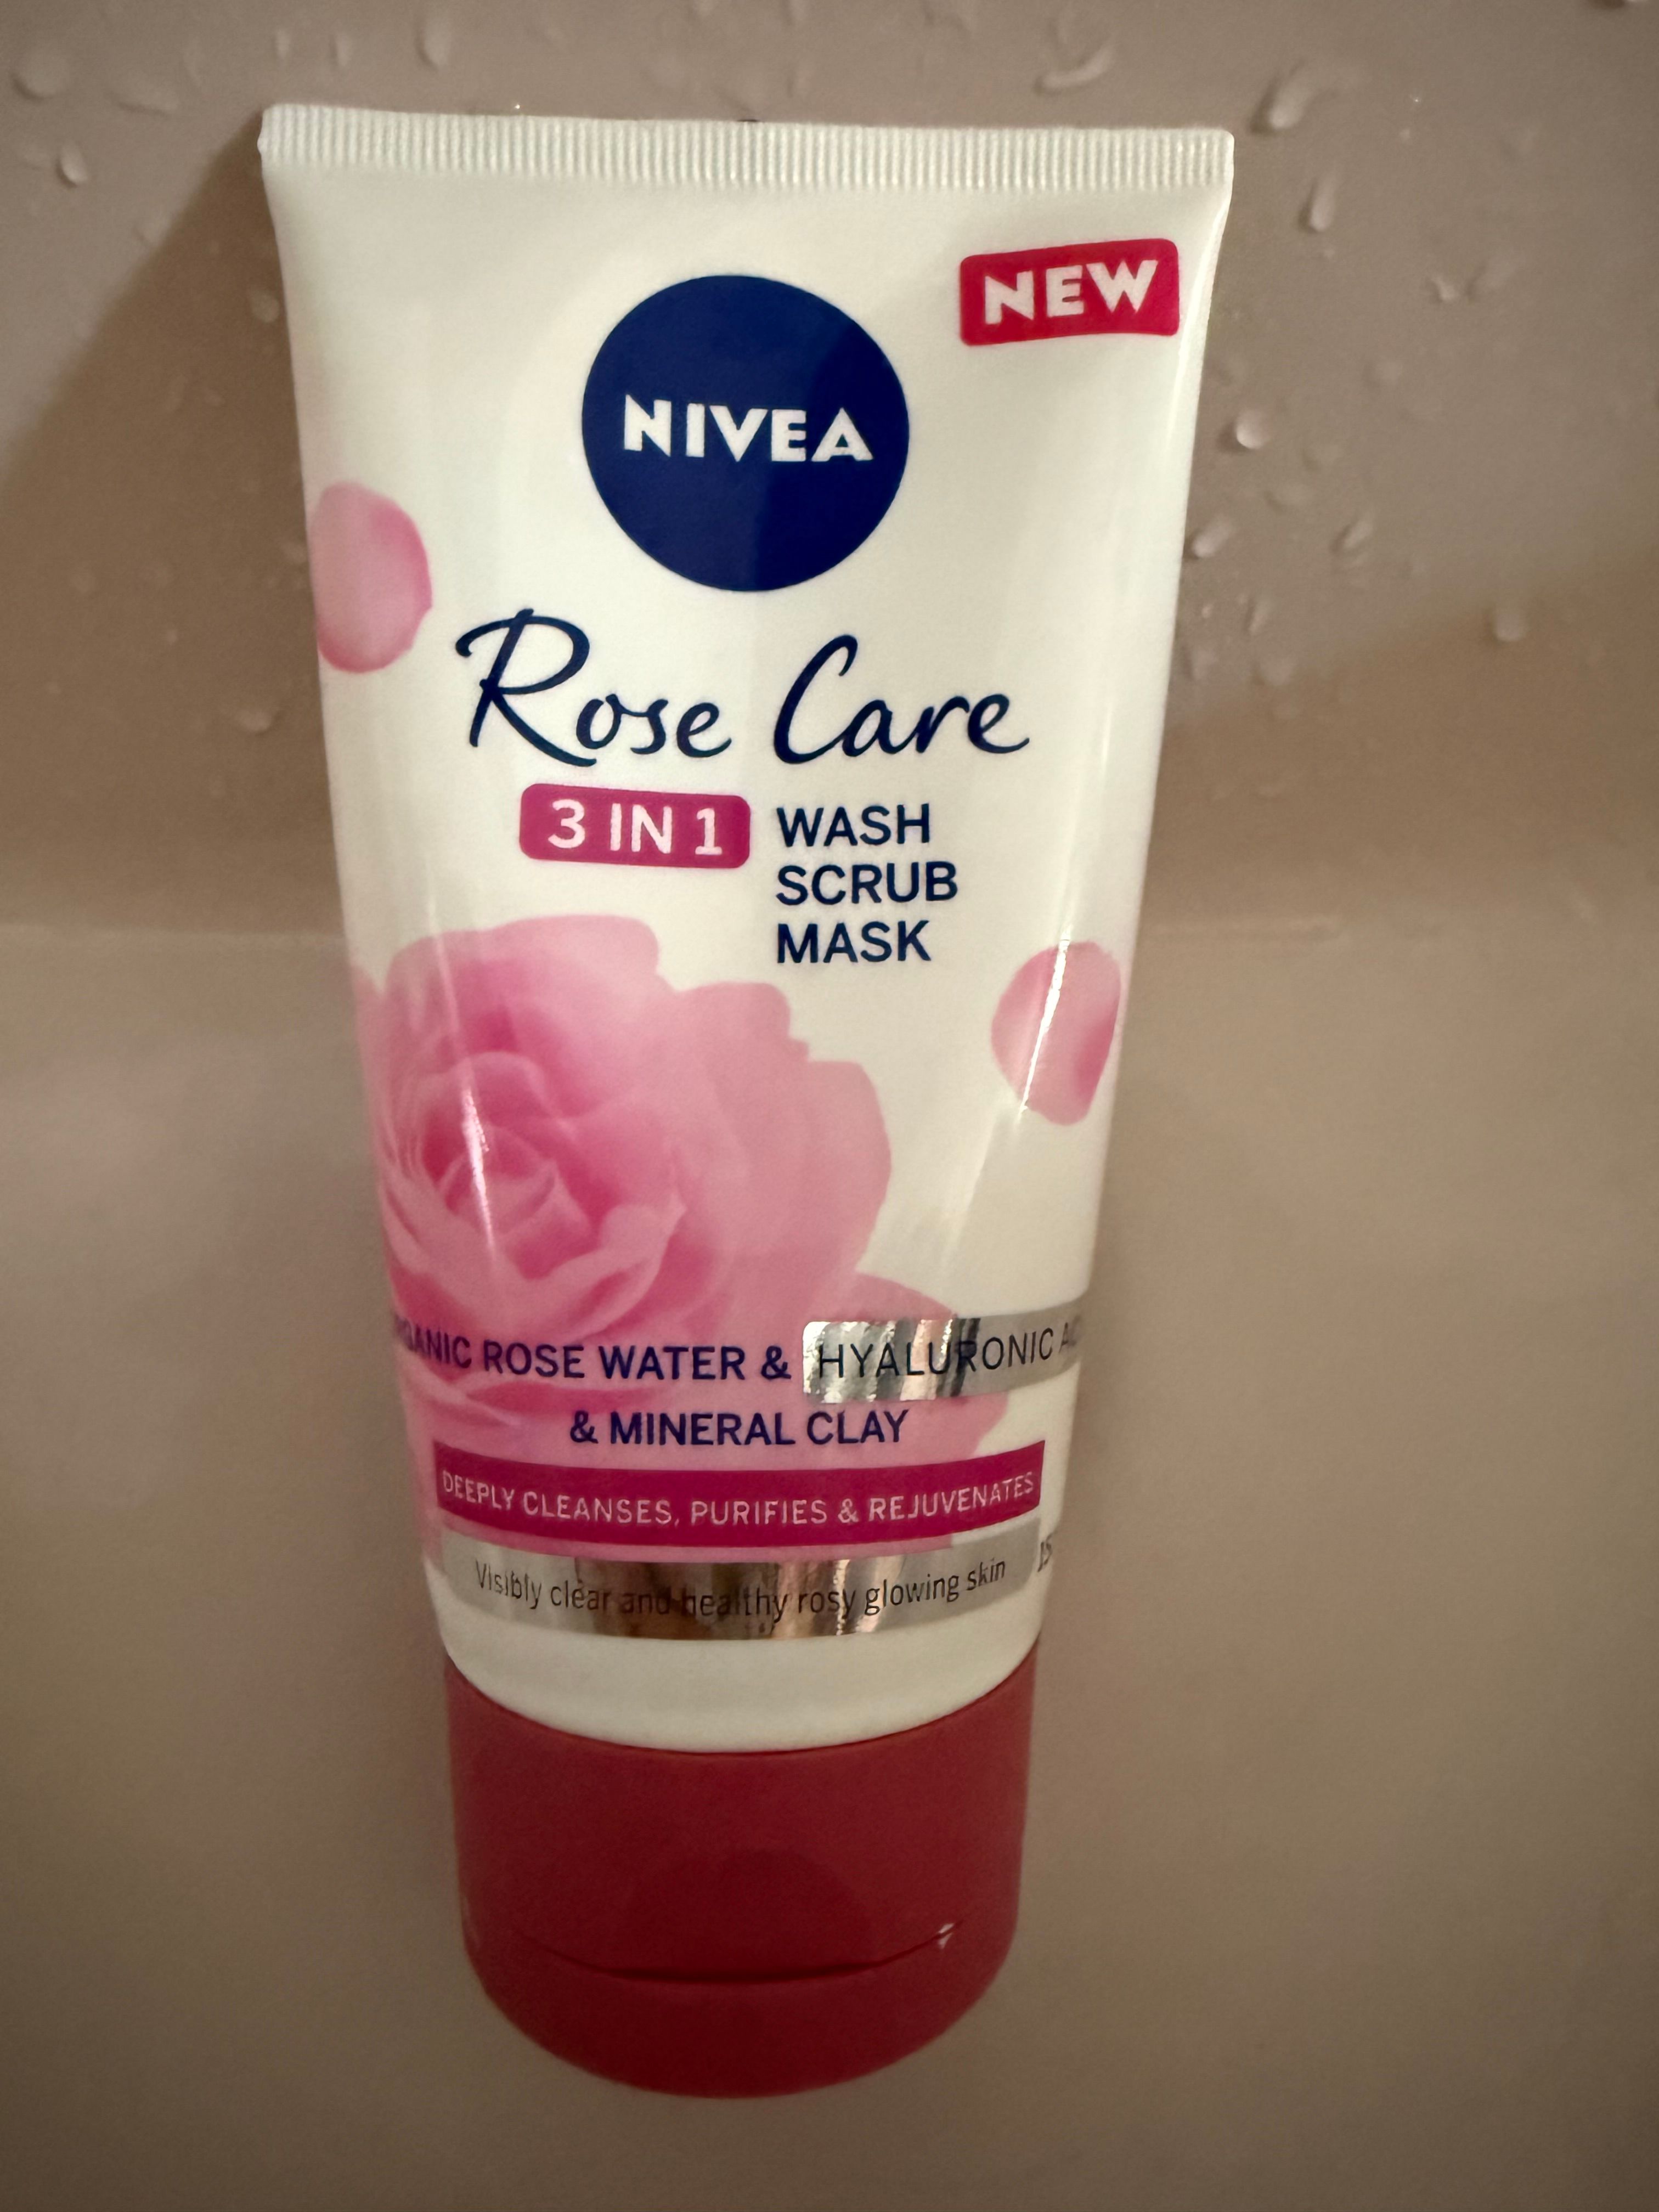 NEW
NIVEA
Rose Care
3 IN 1 WASH
SCRUB
MASK
ROSE WATER & HYALURONIC
& MINERAL CLAY
DEEPLY CLEANSES, PURIFIES & REJUVENATES
Visibly clear and healthy rosy glowing skin